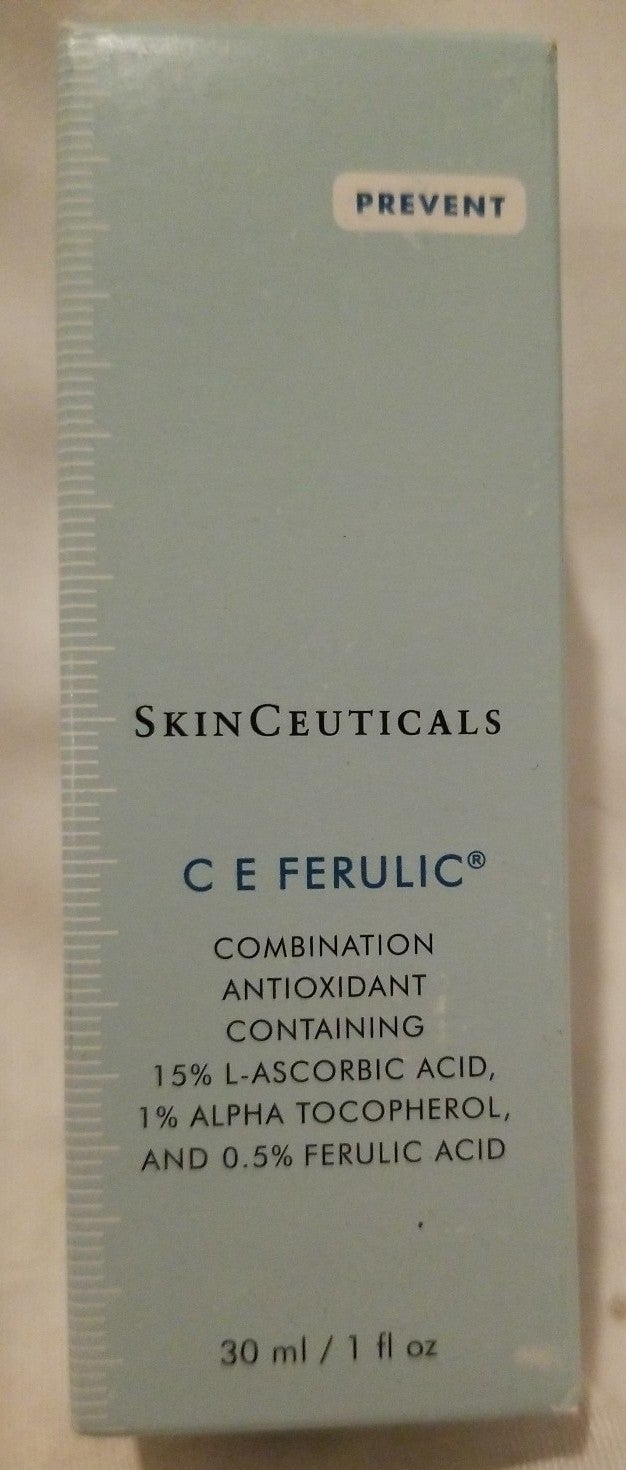 PREVENT
SKINCEUTICALS
C E FERULIC®
COMBINATION
ANTIOXIDANT
CONTAINING
15% L-ASCORBIC ACID,
1% ALPHA TOCOPHEROL,
AND 0.5% FERULIC ACID
30 ml / 1 fl oz